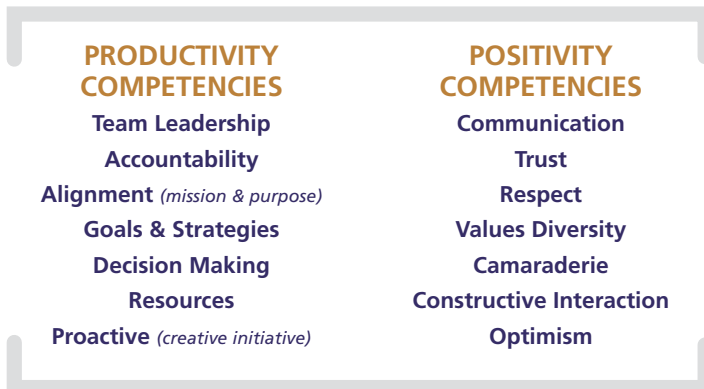 PRODUCTIVITY
COMPETENCIES
Team Leadership
Accountability
Alignment (mission & purpose)
Goals & Strategies
Decision Making
Resources
Proactive (creative initiative)
POSITIVITY
COMPETENCIES
Communication
Trust
Respect
Values Diversity
Camaraderie
Constructive Interaction
Optimism